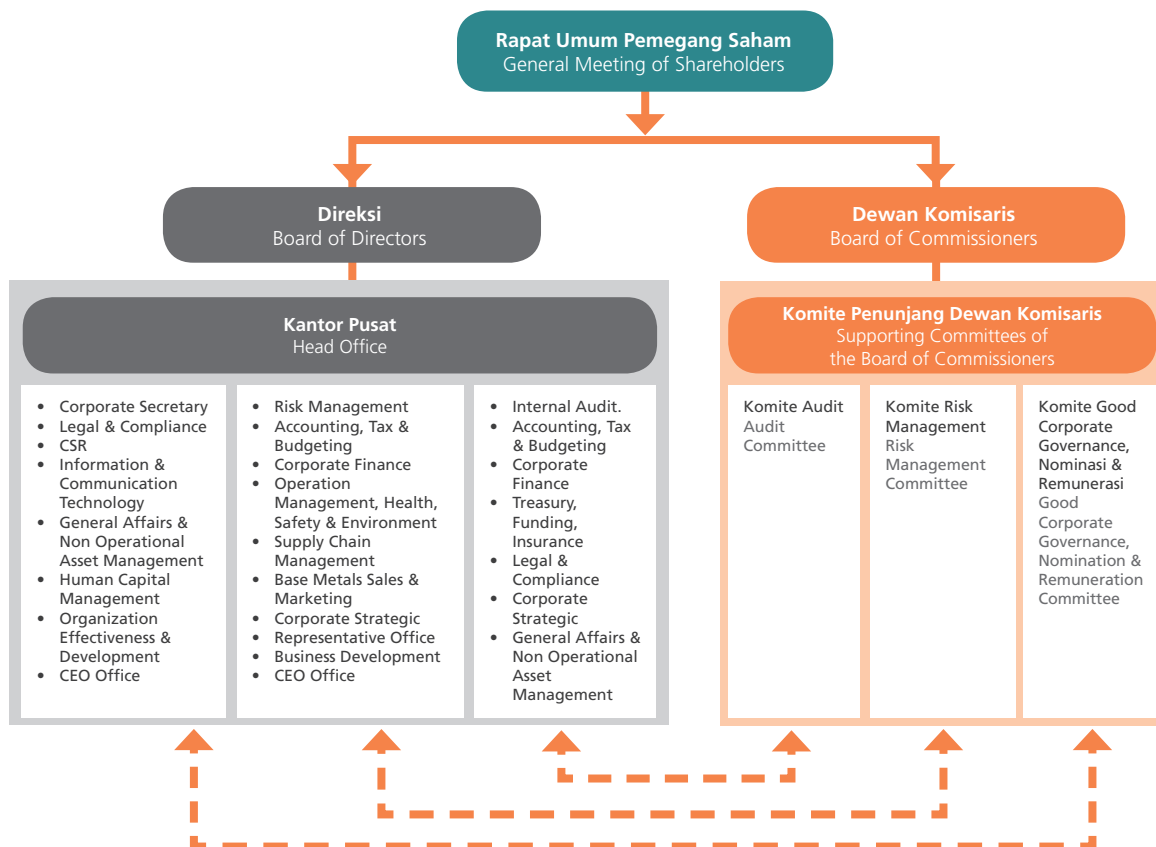 Rapat Umum Pemegang Saham
General Meeting of Shareholders
Direksi
Board of Directors
Dewan Komisaris
Board of Commissioners
Kantor Pusat
Head Office
• Corporate Secretary
• Legal & Compliance
• CSR
• Information &
Communication
Technology
• General Affairs &
Non Operational
Asset Management
• Human Capital
Management
• Organization
Effectiveness &
Development
• CEO Office
• Risk Management
• Accounting, Tax &
Budgeting
• Corporate Finance
• Operation
Management, Health,
Safety & Environment
• Supply Chain
Management
• Base Metals Sales &
Marketing
• Corporate Strategic
• Representative Office
• Business Development
• CEO Office
• Internal Audit.
• Accounting, Tax
& Budgeting
• Corporate
Finance
• Treasury,
Funding,
Insurance
• Legal &
Compliance
• Corporate
Strategic
• General Affairs &
Non Operational
Asset
Management
Komite Penunjang Dewan Komisaris
Supporting Committees of
the Board of Commissioners
Komite Audit
Audit
Committee
Komite Risk
Management
Risk
Management
Committee
Komite Good
Corporate
Governance,
Nominasi &
Remunerasi
Good
Corporate
Governance,
Nomination &
Remuneration
Committee